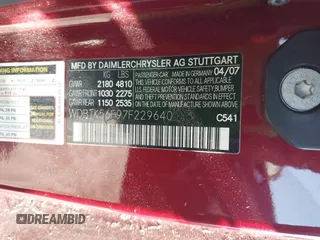 MFD. BY DAIMLERCHRYSLER AG STUTTGART
KG LBS
PASSENGER CAR MADE IN GERMANY 04/07
GVWR 2180 4810
GAWR FRONT 1030 2275
GAWR REAR 1150 2535
THIS VEHICLE CONFORMS TO ALL APPLICABLE
U.S. FEDERAL MOTOR
VEHICLE SAFETY, BUMPER,
AND THEFT PREVENTION
STANDARDS IN EFFECT
ON THE DATE OF
MANUFACTURE SHOWN ABOVE
WDBTK56F97F229640
C541
DREAMBID